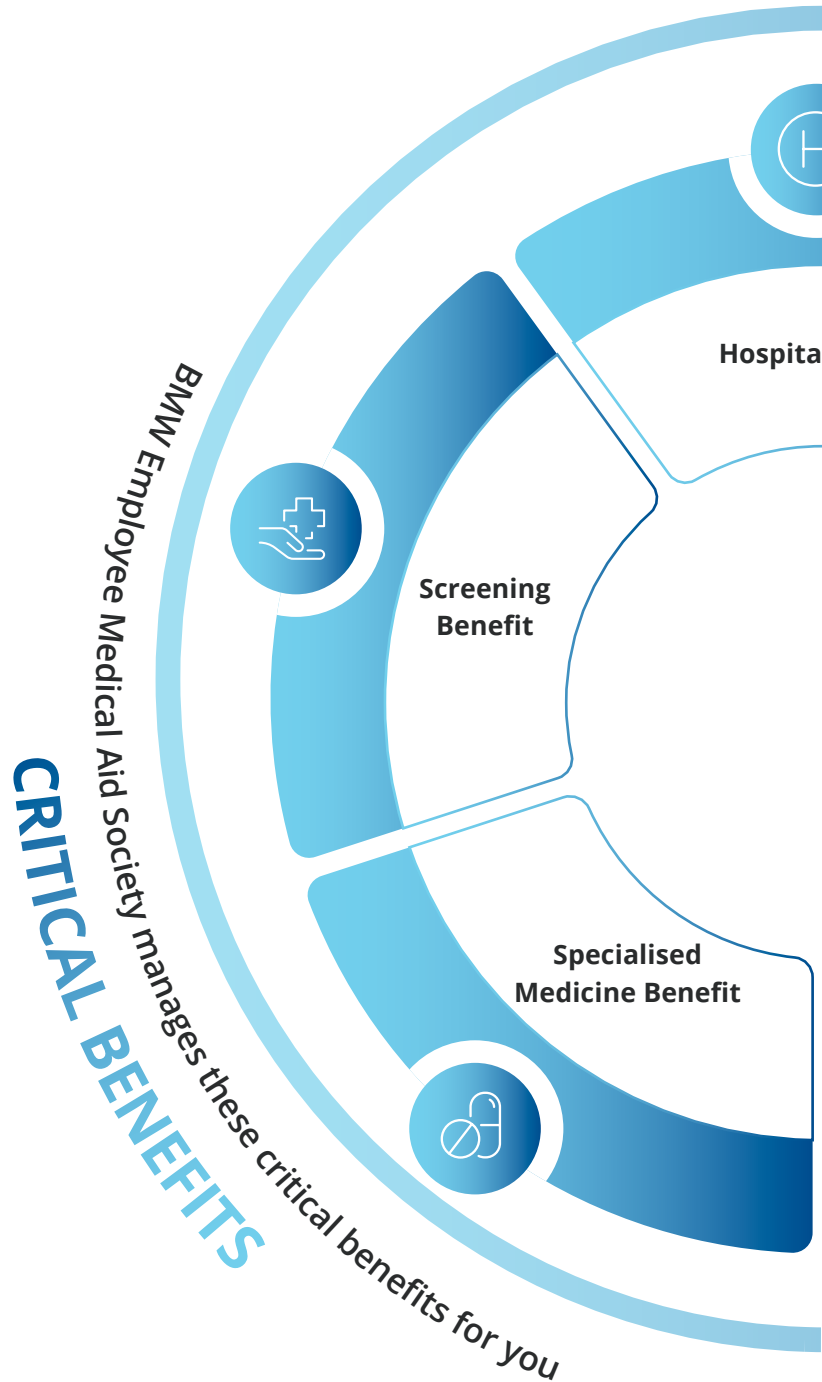 CRITICAL BENEFITS
BMW Employee Medical Aid Society manages these critical benefits for you
Hospita
Screening
Benefit
Specialised
Medicine Benefit